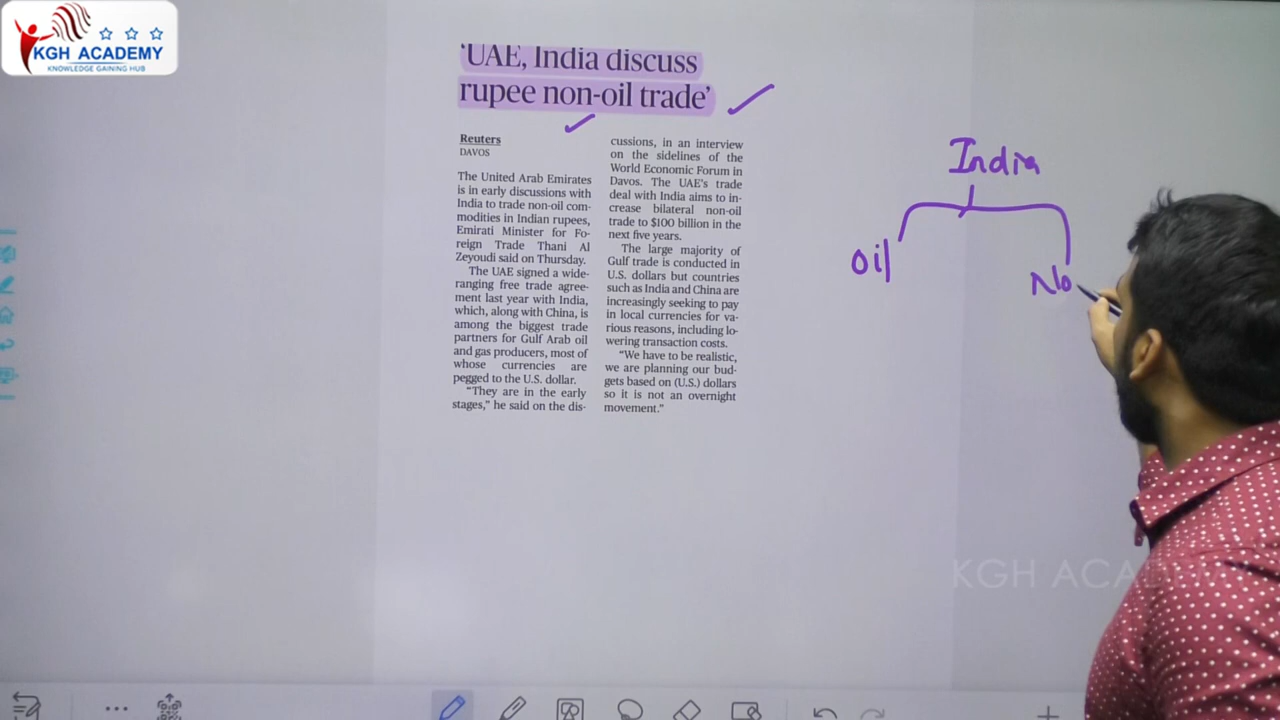 KGH ACADEMY
KNOWLEDGE GAINING HUB
'UAE, India discuss
rupee non-oil trade'
Reuters
DAVOS
The United Arab Emirates
is in early discussions with
India to trade non-oil com-
modities in Indian rupees,
Emirati Minister for Fo-
reign Trade Thani Al
Zeyoudi said on Thursday.
The UAE signed a wide-
ranging free trade agree-
ment last year with India,
which, along with China, is
among the biggest trade
partners for Gulf Arab oil
and gas producers, most of
whose currencies are
pegged to the U.S. dollar.
"They are in the early
stages," he said on the dis-
cussions, in an interview
on the sidelines of the
World Economic Forum in
Davos. The UAE's trade
deal with India aims to in-
crease bilateral non-oil
trade to $100 billion in the
next five years.
The large majority of
Gulf trade is conducted in
U.S. dollars but countries
such as India and China are
increasingly seeking to pay
in local currencies for va-
rious reasons, including lo-
wering transaction costs.
"We have to be realistic,
we are planning our bud-
gets based on (U.S.) dollars
so it is not an overnight
movement."
India
Oil
No
KGH ACADEMY